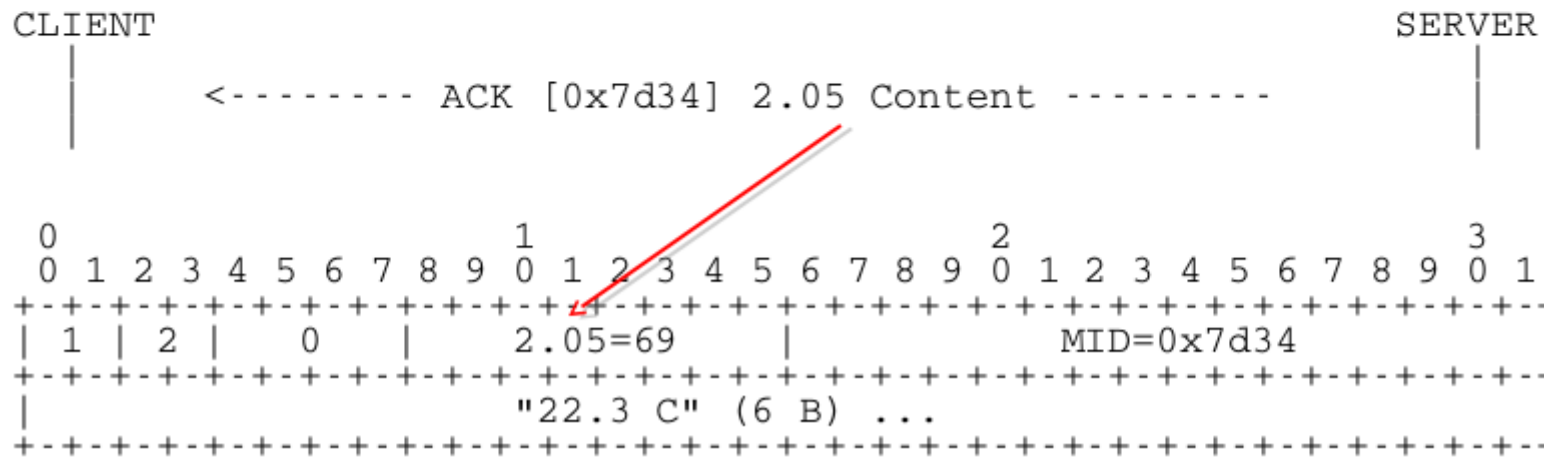 CLIENT SERVER
| |
| <-------- ACK [0x7d34] 2.05 Content --------- |
| |
0 1 2 3
0 1 2 3 4 5 6 7 8 9 0 1 2 3 4 5 6 7 8 9 0 1 2 3 4 5 6 7 8 9 0 1
+-+-+-+-+-+-+-+-+-+-+-+-+-+-+-+-+-+-+-+-+-+-+-+-+-+-+-+-+-+-+-+-
| 1 | 2 | 0 | 2.05=69 | MID=0x7d34
+-+-+-+-+-+-+-+-+-+-+-+-+-+-+-+-+-+-+-+-+-+-+-+-+-+-+-+-+-+-+-+-
| "22.3 C" (6 B) ...
+-+-+-+-+-+-+-+-+-+-+-+-+-+-+-+-+-+-+-+-+-+-+-+-+-+-+-+-+-+-+-+-